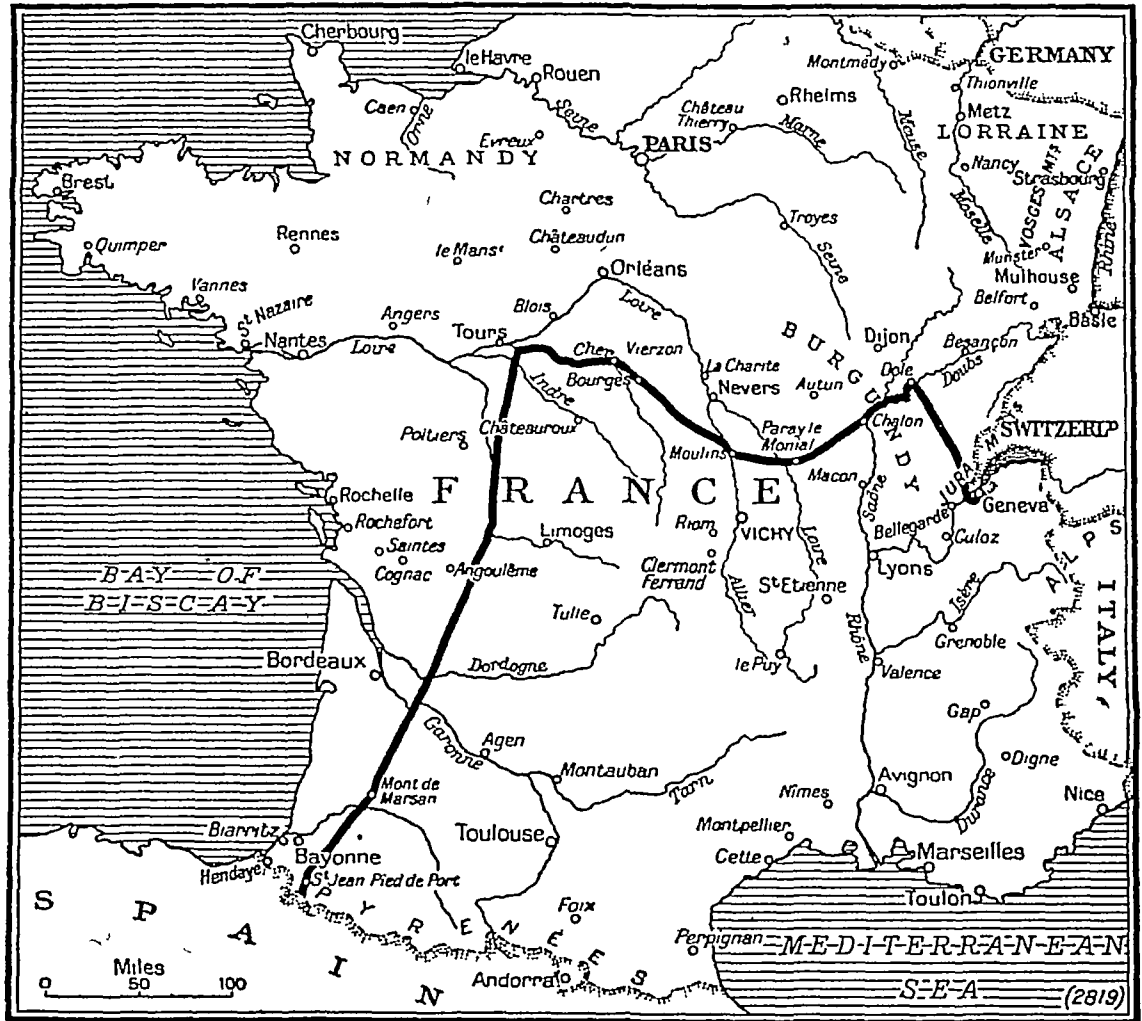 Cherbourg
le Havre
Rouen
Caen
Orne
Seine
Evreux
NORMANDY
PARIS
Château
Thierry
Marne
Rheims
Montmédy
Meuse
GERMANY
Thionville
Metz
LORRAINE
Nancy
Strasbourg
Moselle
VOSGES MTS
ALSACE
Munster
Mulhouse
Rhine
Belfort
Basle
Brest
Quimper
Rennes
Vannes
St Nazaire
Nantes
Angers
Loire
le Mans
Chartres
Châteaudun
Orléans
Blois
Tours
Loire
Troyes
Seine
BURGUNDY
Dijon
Besançon
Doubs
Dole
Cher
Vierzon
Bourges
La Charite
Nevers
Autun
Indre
Châteauroux
Poitiers
Moulins
Paray le
Monial
Chalon
Macon
Saône
SWITZERLD
JURA MTS
Geneva
Bellegarde
Culoz
FRANCE
Rochelle
Rochefort
Saintes
Cognac
Angoulême
Limoges
Riom
VICHY
Clermont
Ferrand
Allier
Loire
St Etienne
Lyons
Isère
ALPS
ITALY
BAY OF
BISCAY
Tulle
Bordeaux
Dordogne
le Puy
Rhône
Grenoble
Valence
Gap
Digne
Garonne
Agen
Montauban
Tarn
Mont de
Marsan
Nîmes
Avignon
Durance
Nice
Biarritz
Bayonne
Hendaye
St Jean Pied de Port
Toulouse
Montpellier
Cette
Marseilles
Toulon
PYRENEES
Foix
Perpignan
Andorra
SPAIN
MEDITERRANEAN
SEA
Miles
0 50 100
(2819)